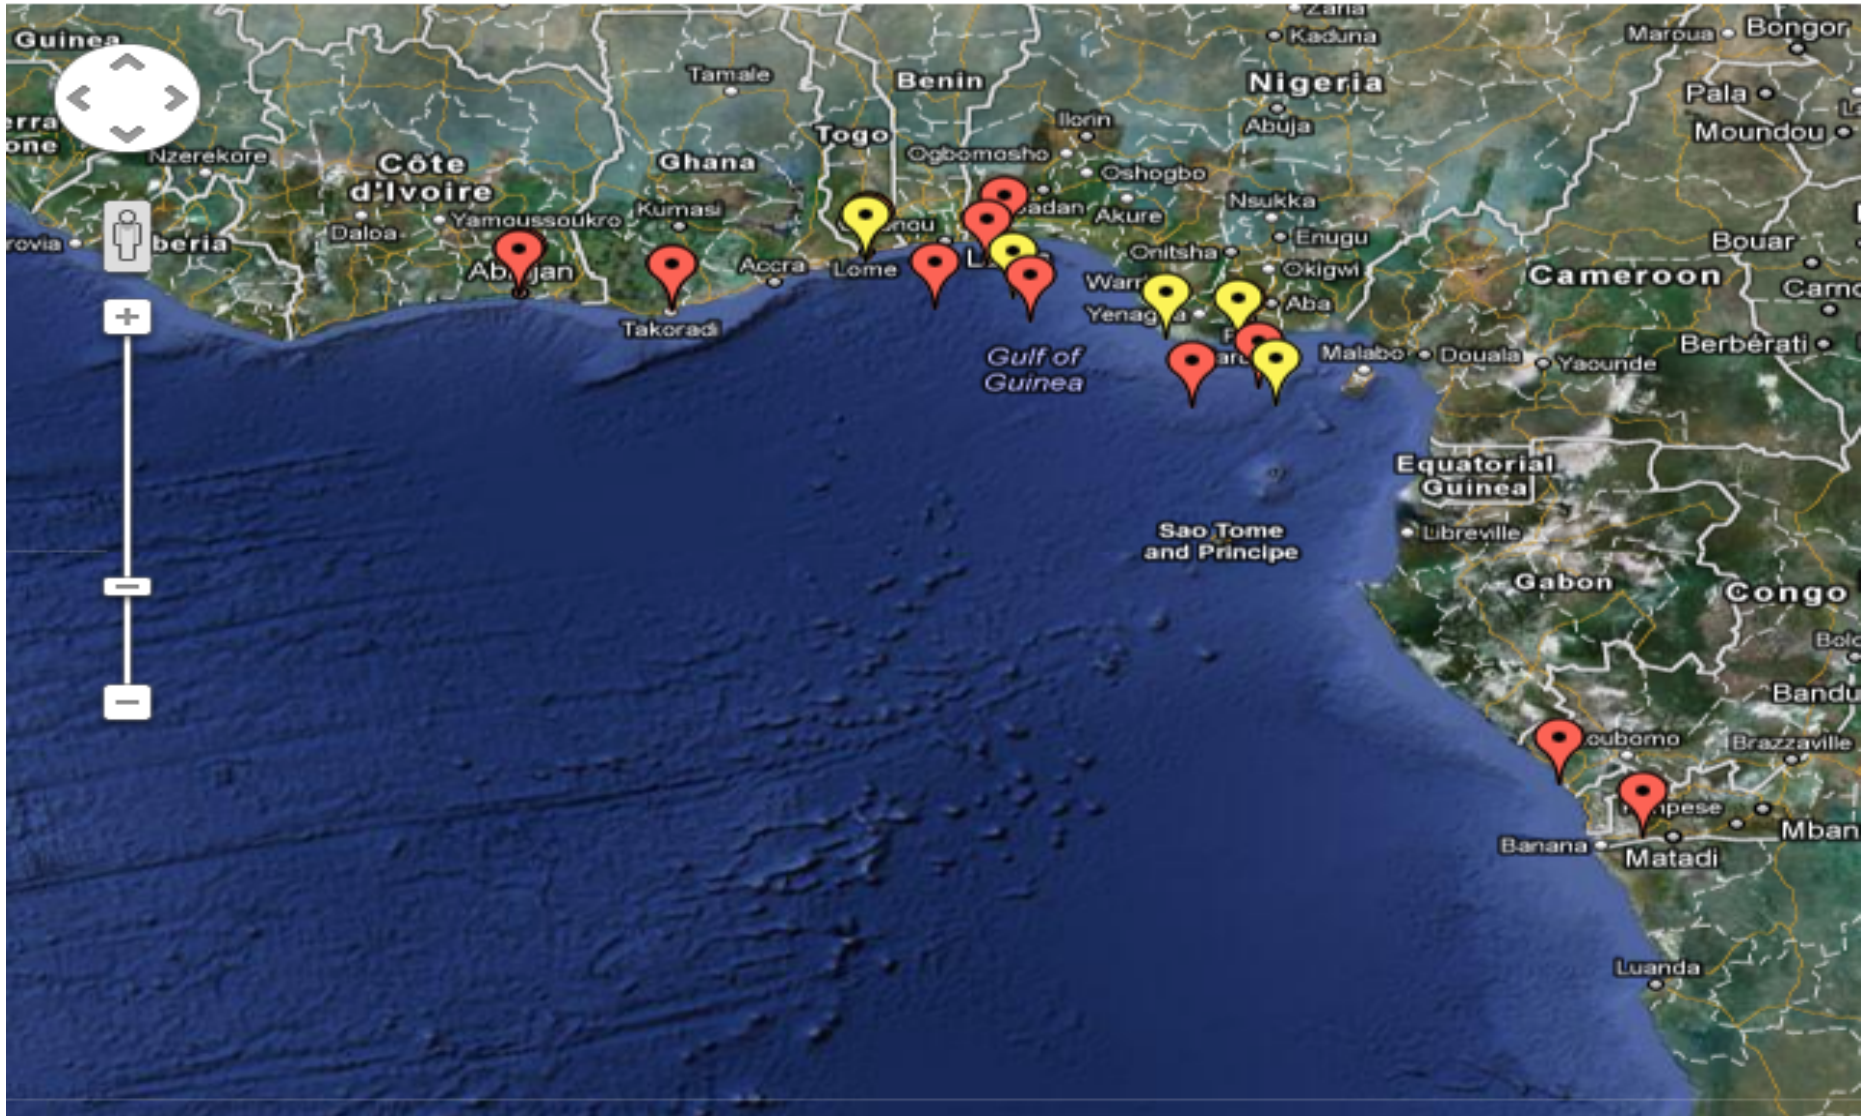 Zaria
Guinea
Kaduna
Maroua
Bongor
Tamale
Benin
Nigeria
Pala
Ilorin
Abuja
Moundou
Togo
Nzerekore
Côte
d'Ivoire
Ghana
Ogbomosho
Oshogbo
Nsukka
Yamoussoukro
Kumasi
Akure
Daloa
Enugu
Bouar
Onitsha
Okigwi
Accra
Lome
Cameroon
Aba
Takoradi
Gulf of
Guinea
Malabo
Douala
Yaounde
Berbérati
Equatorial
Guinea
Sao Tome
and Principe
Libreville
Gabon
Congo
Brazzaville
Banana
Matadi
Luanda